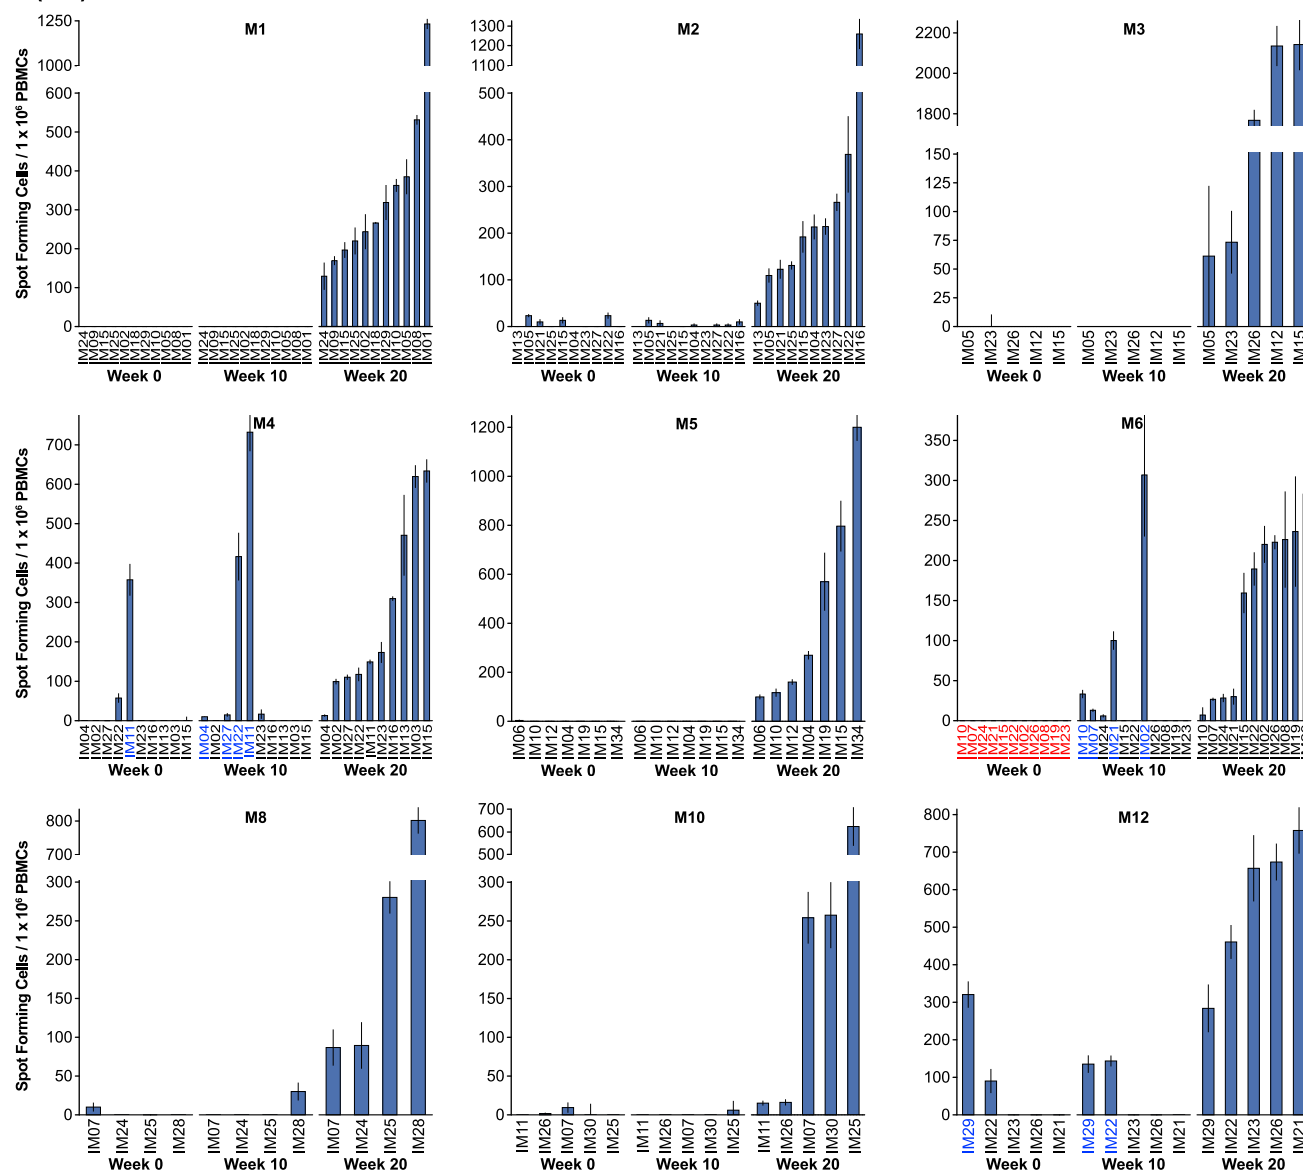 M1
Spot Forming Cells / 1 x 10⁶ PBMCs
1250
1000
600
500
400
300
200
100
0
IM24 IM09 IM15 IM25 IM02 IM18 IM29 IM10 IM05 IM08 IM01
IM24 IM09 IM15 IM25 IM02 IM18 IM29 IM10 IM05 IM08 IM01
IM24 IM09 IM15 IM25 IM02 IM18 IM29 IM10 IM05 IM08 IM01
Week 0 Week 10 Week 20
M2
1300
1200
1100
500
400
300
200
100
0
IM13 IM05 IM21 IM25 IM15 IM04 IM23 IM27 IM22 IM16
IM13 IM05 IM21 IM25 IM15 IM04 IM23 IM27 IM22 IM16
IM13 IM05 IM21 IM25 IM15 IM04 IM23 IM27 IM22 IM16
Week 0 Week 10 Week 20
M3
2200
2000
1800
150
125
100
75
50
25
0
IM05 IM23 IM26 IM12 IM15
IM05 IM23 IM26 IM12 IM15
IM05 IM23 IM26 IM12 IM15
Week 0 Week 10 Week 20
M4
Spot Forming Cells / 1 x 10⁶ PBMCs
700
600
500
400
300
200
100
0
IM04 IM02 IM27 IM22 IM11 IM23 IM16 IM13 IM03 IM15
IM04 IM02 IM27 IM22 IM11 IM23 IM16 IM13 IM03 IM15
IM04 IM02 IM27 IM22 IM11 IM23 IM16 IM13 IM03 IM15
Week 0 Week 10 Week 20
M5
1200
1000
800
600
400
200
0
IM06 IM10 IM12 IM04 IM19 IM15 IM34
IM06 IM10 IM12 IM04 IM19 IM15 IM34
IM06 IM10 IM12 IM04 IM19 IM15 IM34
Week 0 Week 10 Week 20
M6
350
300
250
200
150
100
50
0
IM10 IM07 IM24 IM21 IM15 IM22 IM02 IM26 IM08 IM19 IM23
IM10 IM07 IM24 IM21 IM15 IM22 IM02 IM26 IM08 IM19 IM23
IM10 IM07 IM24 IM21 IM15 IM22 IM02 IM26 IM08 IM19
Week 0 Week 10 Week 20
M8
Spot Forming Cells / 1 x 10⁶ PBMCs
800
700
300
250
200
150
100
50
0
IM07 IM24 IM25 IM28
IM07 IM24 IM25 IM28
IM07 IM24 IM25 IM28
Week 0 Week 10 Week 20
M10
700
600
500
300
250
200
150
100
50
0
IM11 IM26 IM07 IM30 IM25
IM11 IM26 IM07 IM30 IM25
IM11 IM26 IM07 IM30 IM25
Week 0 Week 10 Week 20
M12
800
700
600
500
400
300
200
100
0
IM29 IM22 IM23 IM26 IM21
IM29 IM22 IM23 IM26 IM21
IM29 IM22 IM23 IM26 IM21
Week 0 Week 10 Week 20